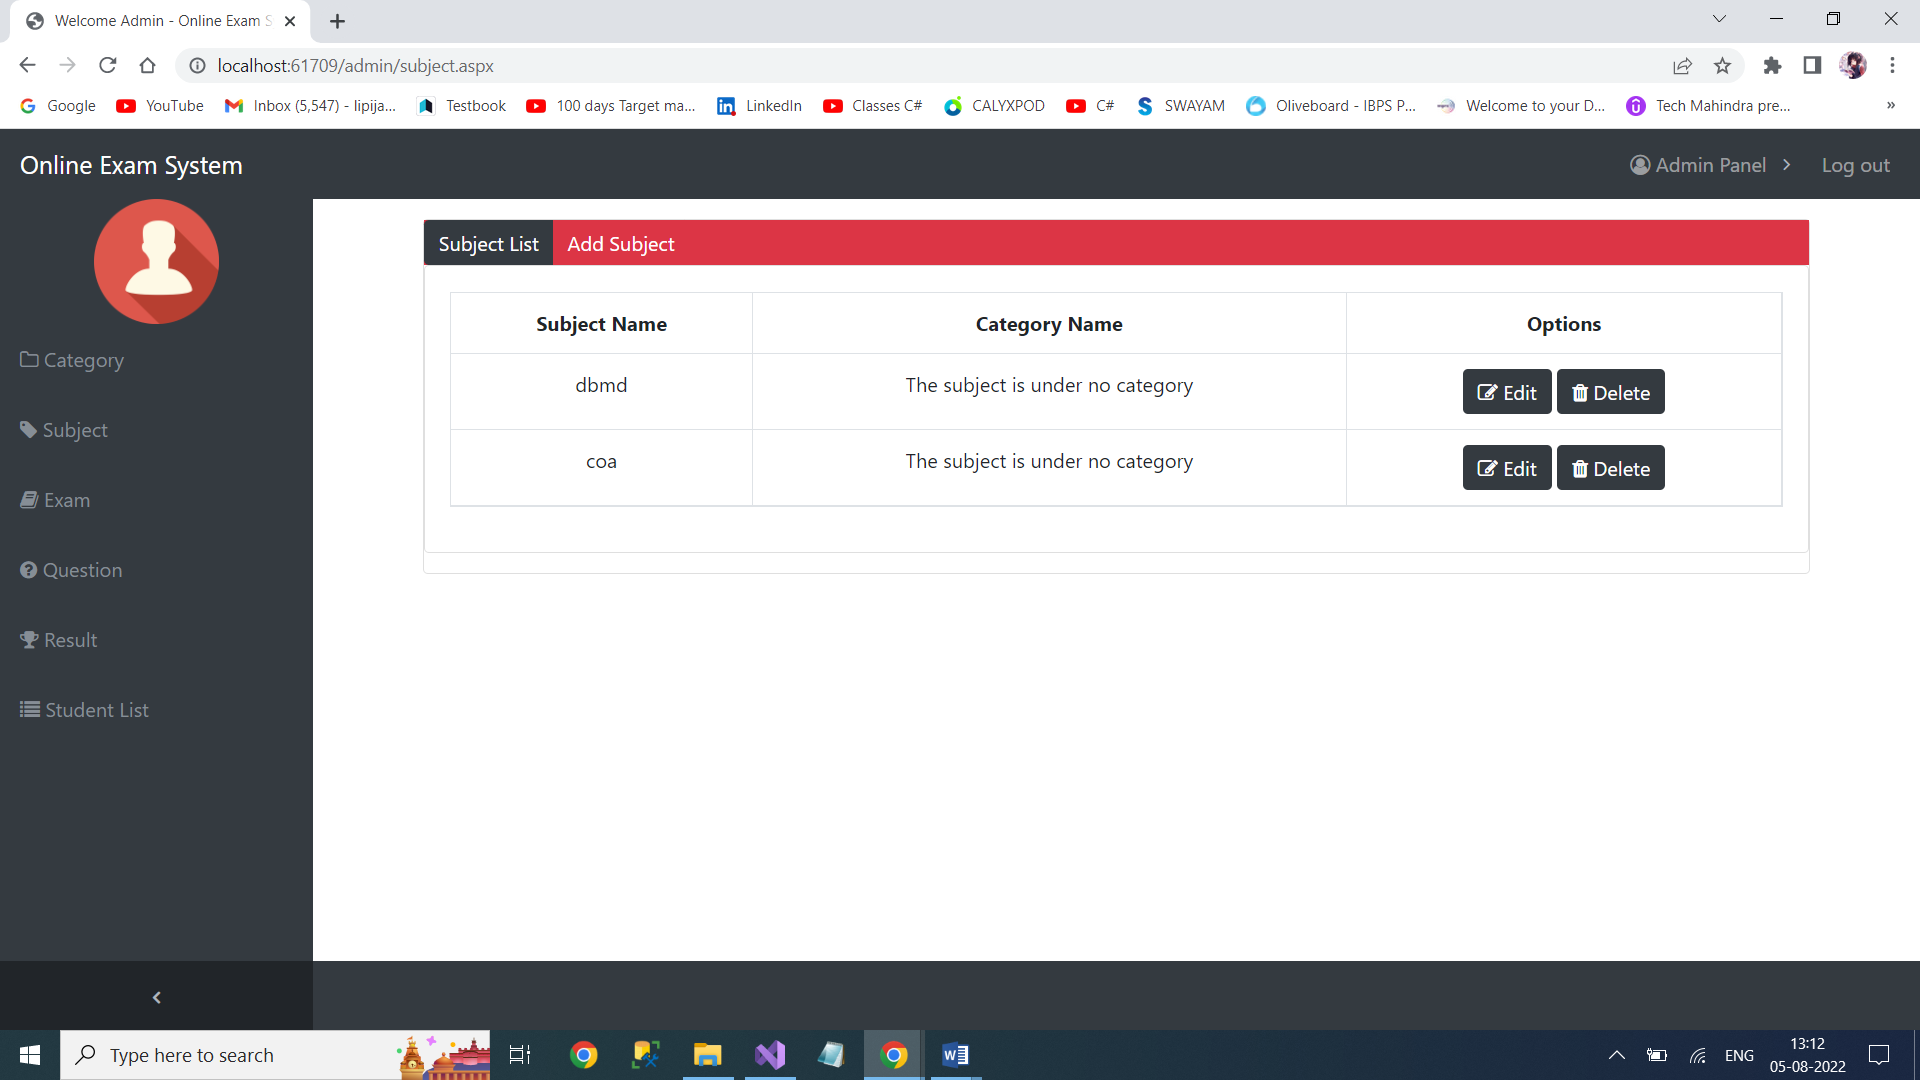 Welcome Admin - Online Exam S
localhost:61709/admin/subject.aspx
Google YouTube Inbox (5,547) - lipija... Testbook 100 days Target ma... LinkedIn Classes C# CALYXPOD C# SWAYAM Oliveboard - IBPS P... Welcome to your D... Tech Mahindra pre... »
Online Exam System
Admin Panel Log out
Subject List Add Subject
Subject Name Category Name Options
dbmd The subject is under no category Edit Delete
coa The subject is under no category Edit Delete
Category
Subject
Exam
Question
Result
Student List
Type here to search
ENG
13:12
05-08-2022